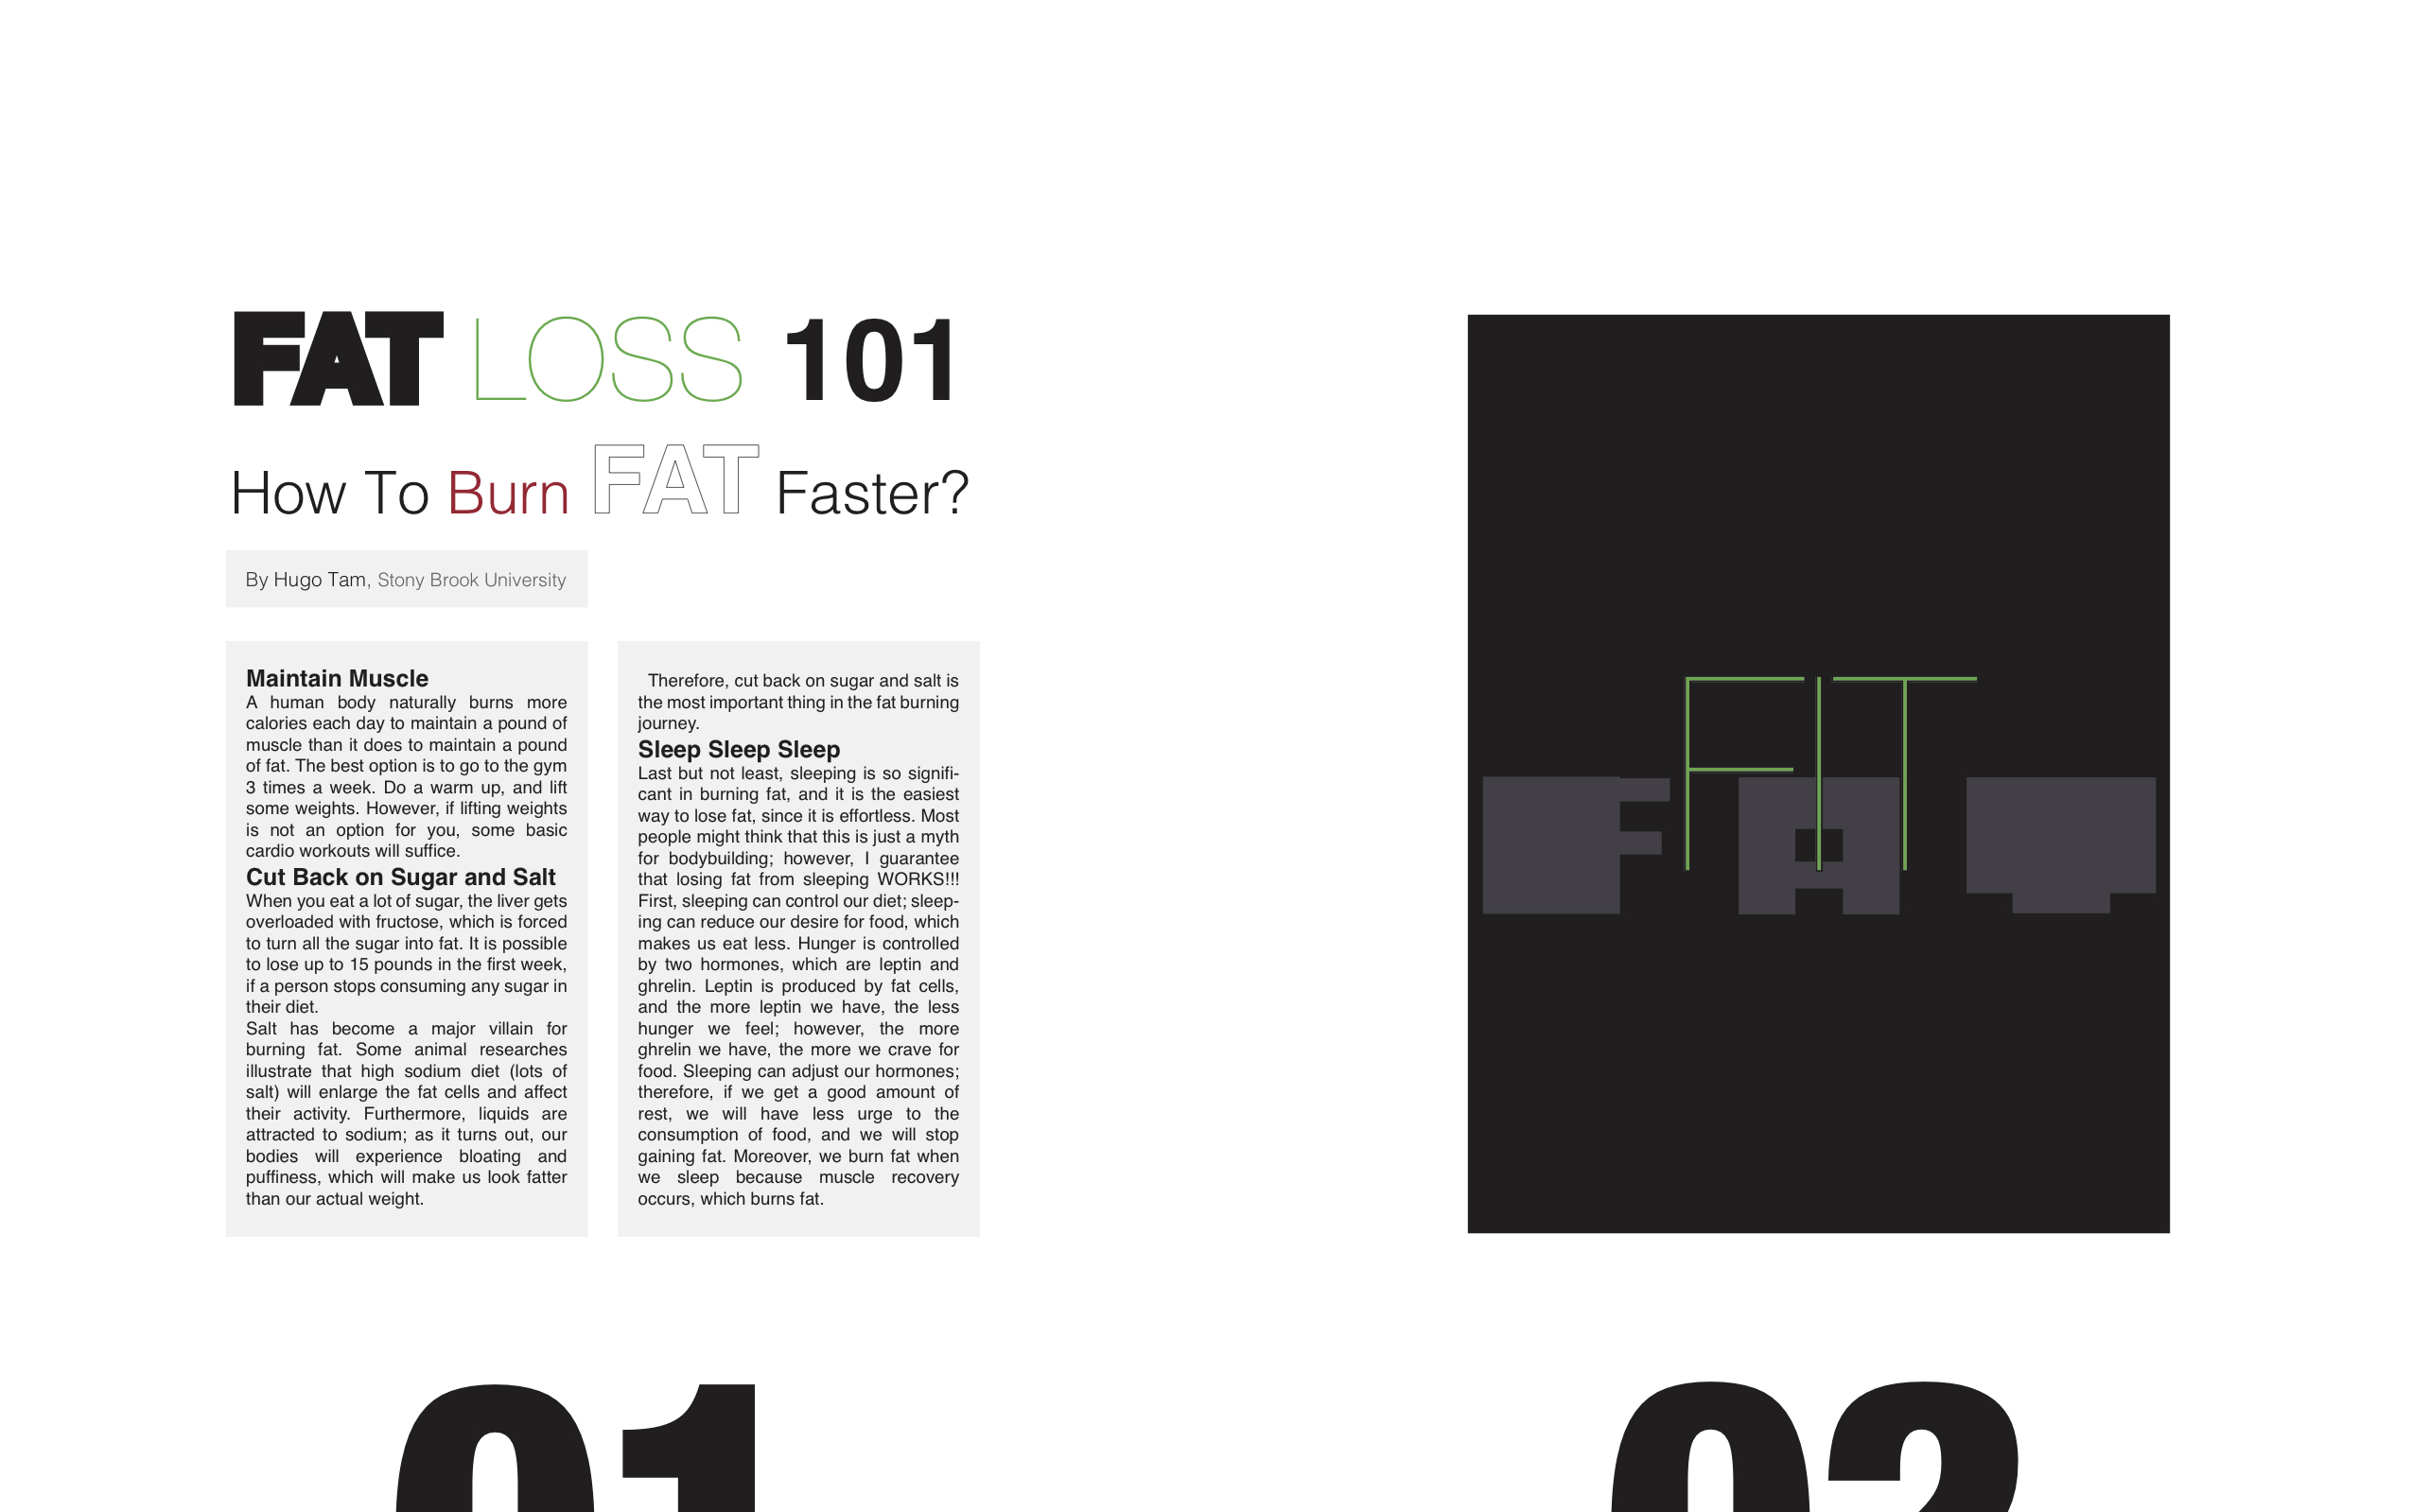 FAT LOSS 101
How To Burn FAT Faster?
By Hugo Tam, Stony Brook University
Maintain Muscle
A human body naturally burns more
calories each day to maintain a pound of
muscle than it does to maintain a pound
of fat. The best option is to go to the gym
3 times a week. Do a warm up, and lift
some weights. However, if lifting weights
is not an option for you, some basic
cardio workouts will suffice.
Cut Back on Sugar and Salt
When you eat a lot of sugar, the liver gets
overloaded with fructose, which is forced
to turn all the sugar into fat. It is possible
to lose up to 15 pounds in the first week,
if a person stops consuming any sugar in
their diet.
Salt has become a major villain for
burning fat. Some animal researches
illustrate that high sodium diet (lots of
salt) will enlarge the fat cells and affect
their activity. Furthermore, liquids are
attracted to sodium; as it turns out, our
bodies will experience bloating and
puffiness, which will make us look fatter
than our actual weight.
Therefore, cut back on sugar and salt is
the most important thing in the fat burning
journey.
Sleep Sleep Sleep
Last but not least, sleeping is so signifi-
cant in burning fat, and it is the easiest
way to lose fat, since it is effortless. Most
people might think that this is just a myth
for bodybuilding; however, I guarantee
that losing fat from sleeping WORKS!!!
First, sleeping can control our diet; sleep-
ing can reduce our desire for food, which
makes us eat less. Hunger is controlled
by two hormones, which are leptin and
ghrelin. Leptin is produced by fat cells,
and the more leptin we have, the less
hunger we feel; however, the more
ghrelin we have, the more we crave for
food. Sleeping can adjust our hormones;
therefore, if we get a good amount of
rest, we will have less urge to the
consumption of food, and we will stop
gaining fat. Moreover, we burn fat when
we sleep because muscle recovery
occurs, which burns fat.
FIT
FAT
01
02